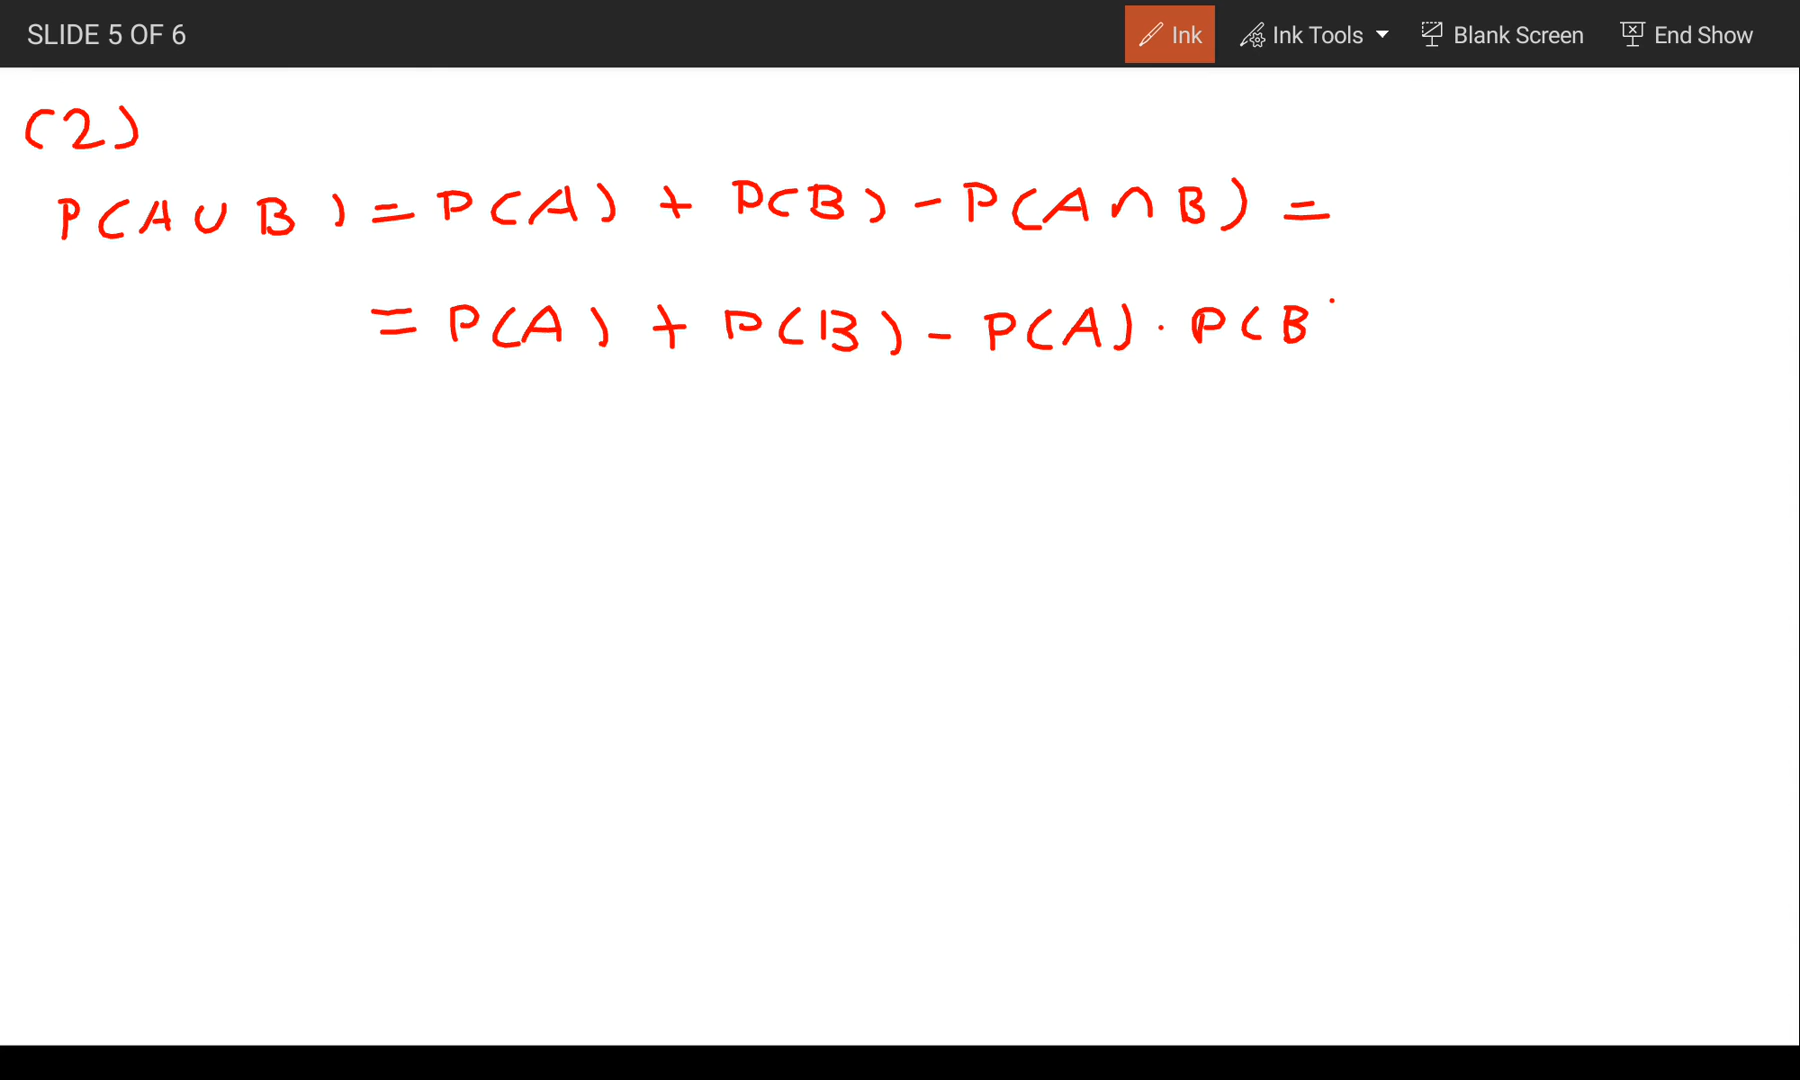 SLIDE 5 OF 6 Ink Ink Tools Blank Screen End Show
(2)
P(A∪B) = P(A) + P(B) - P(A∩B) =
= P(A) + P(B) - P(A) · P(B